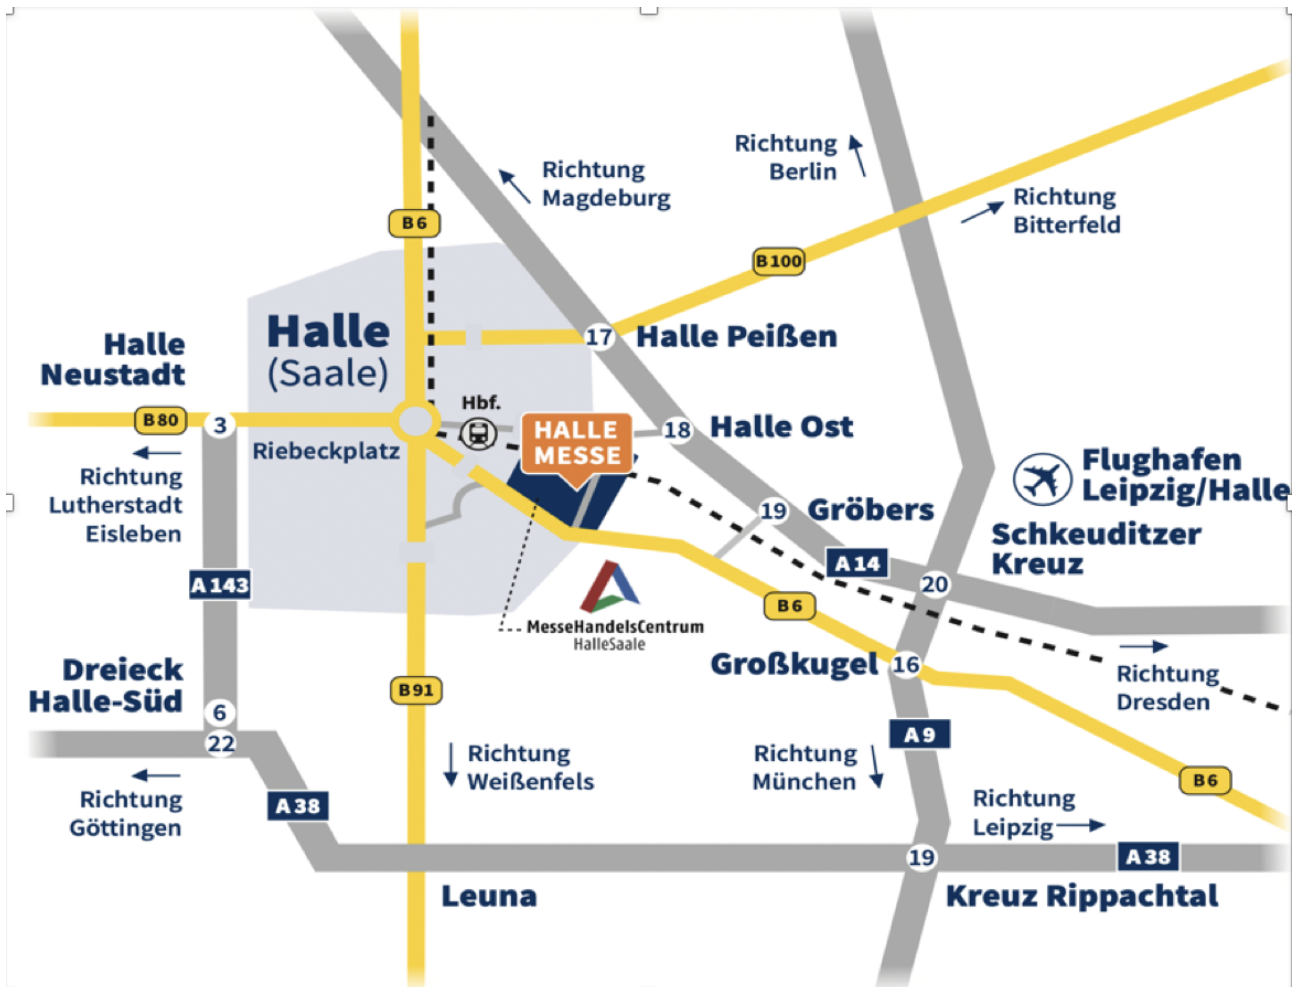 Richtung
Berlin
Richtung
Magdeburg
Richtung
Bitterfeld
B6
B100
Halle
(Saale)
17
Halle Peißen
Halle
Neustadt
Hbf.
B80
3
HALLE
MESSE
18
Halle Ost
Riebeckplatz
Flughafen
Leipzig/Halle
Richtung
Lutherstadt
Eisleben
19
Gröbers
Schkeuditzer
Kreuz
A14
20
A143
B6
MesseHandelsCentrum
HalleSaale
Großkugel
16
Richtung
Dresden
Dreieck
Halle-Süd
B91
6
22
A9
Richtung
Weißenfels
Richtung
München
B6
Richtung
Göttingen
A38
Richtung
Leipzig
19
A38
Leuna
Kreuz Rippachtal